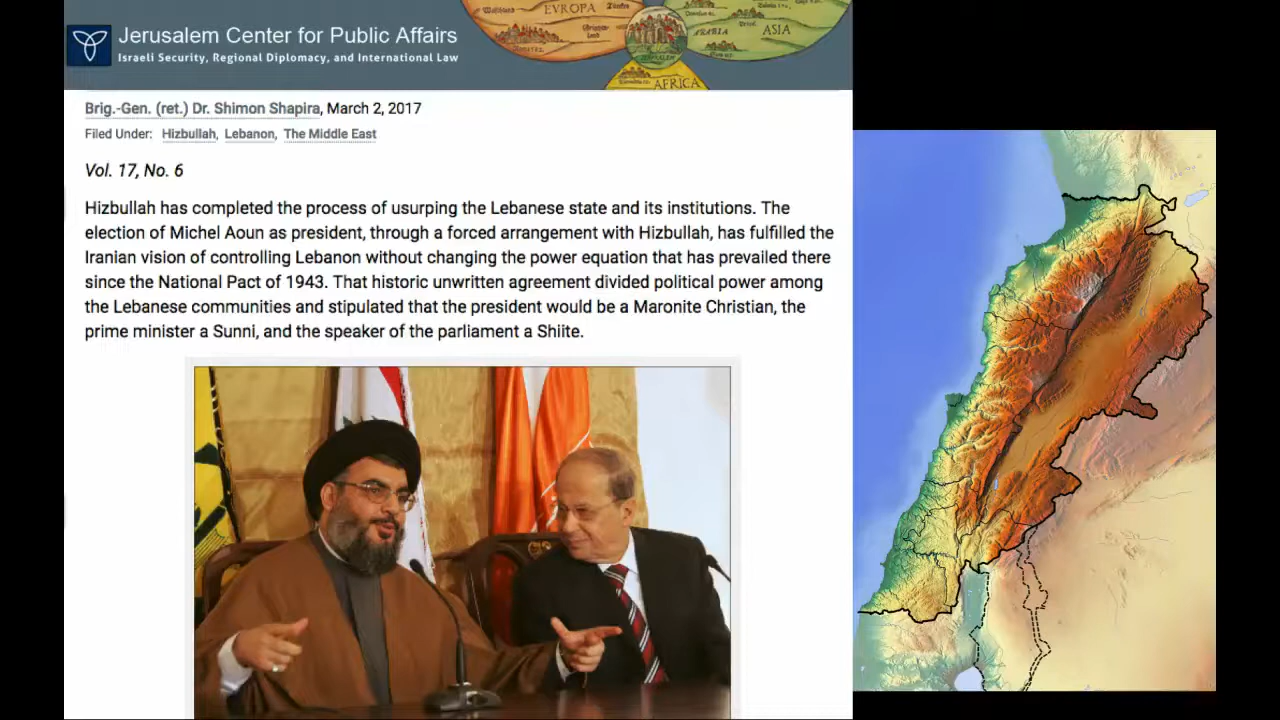 Jerusalem Center for Public Affairs
Israeli Security, Regional Diplomacy, and International Law
EVROPA
ARABIA
ASIA
AFRICA
Brig.-Gen. (ret.) Dr. Shimon Shapira, March 2, 2017
Filed Under: Hizbullah, Lebanon, The Middle East
Vol. 17, No. 6
Hizbullah has completed the process of usurping the Lebanese state and its institutions. The
election of Michel Aoun as president, through a forced arrangement with Hizbullah, has fulfilled the
Iranian vision of controlling Lebanon without changing the power equation that has prevailed there
since the National Pact of 1943. That historic unwritten agreement divided political power among
the Lebanese communities and stipulated that the president would be a Maronite Christian, the
prime minister a Sunni, and the speaker of the parliament a Shiite.